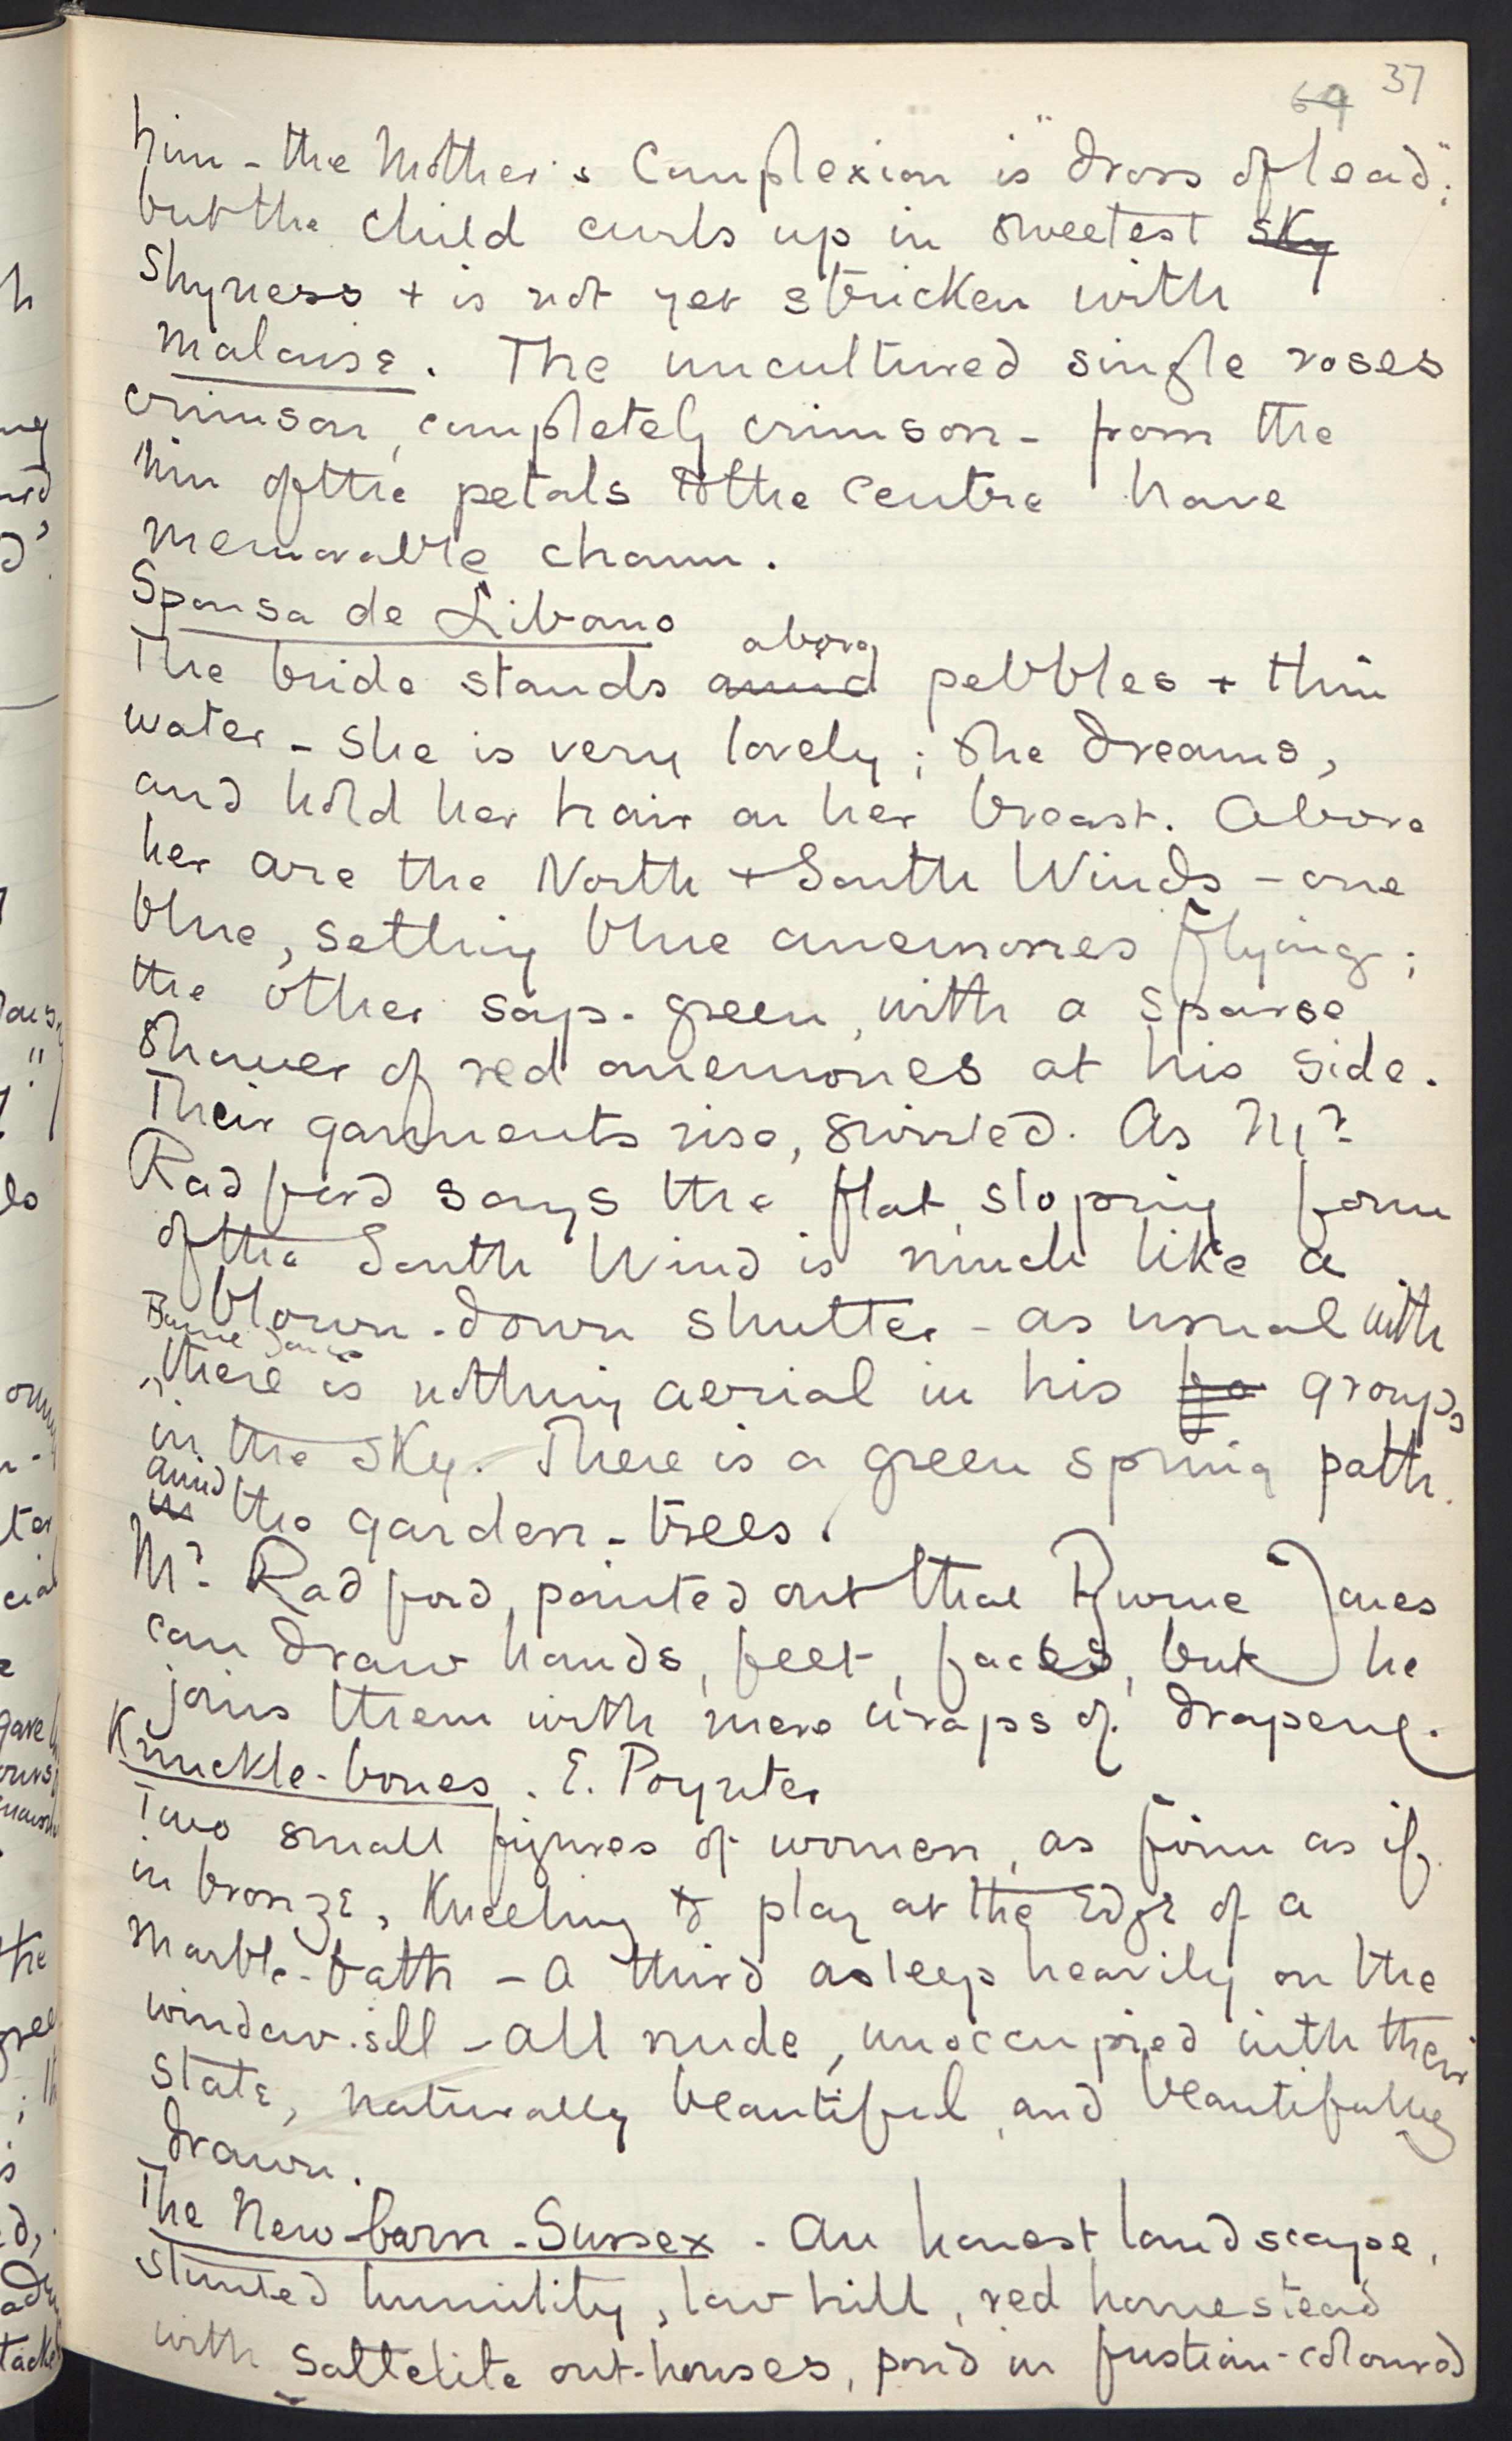 69 37
him - the Mother's Complexion is "dross of lead";
but the child curls up in sweetest sky
shyness + is not yet stricken with
malaise. The uncultured single roses
crimson, completely crimson - from the
rim of the petals to the centre have
memorable charm.
Sponsa de Libano
above
The bride stands amid pebbles + thin
water - She is very lovely; she dreams,
and hold her hair on her breast. Above
her are the North + South Winds - one
blue, setting blue anemones flying;
the other sap-green, with a sparse
shower of red anemones at his side.
Their garments rise, swirled. As Mr.
Radford says the flat, sloping form
of the South Wind is much like a
blown-down shutter - as usual with
Burne Jones
there is nothing aerial in his groups
in the sky. There is a green spring path
amid
in the garden-trees.
Mr. Radford, pointed out that Burne Jones
can draw hands, feet, faces, but he
joins them with mere wraps of drapery.
Knuckle-bones. E. Poynter
Two small figures of women, as firm as if
in bronze, Kneeling to play at the Edge of a
Marble-bath - a third asleep heavily on the
window-sill - all nude, unoccupied with their
state, naturally beautiful, and beautifully
drawn.
The New-born - Sussex - An honest landscape,
stunted humility, low hill, red homestead
with Sattelite out-houses, pond in fustian-coloured